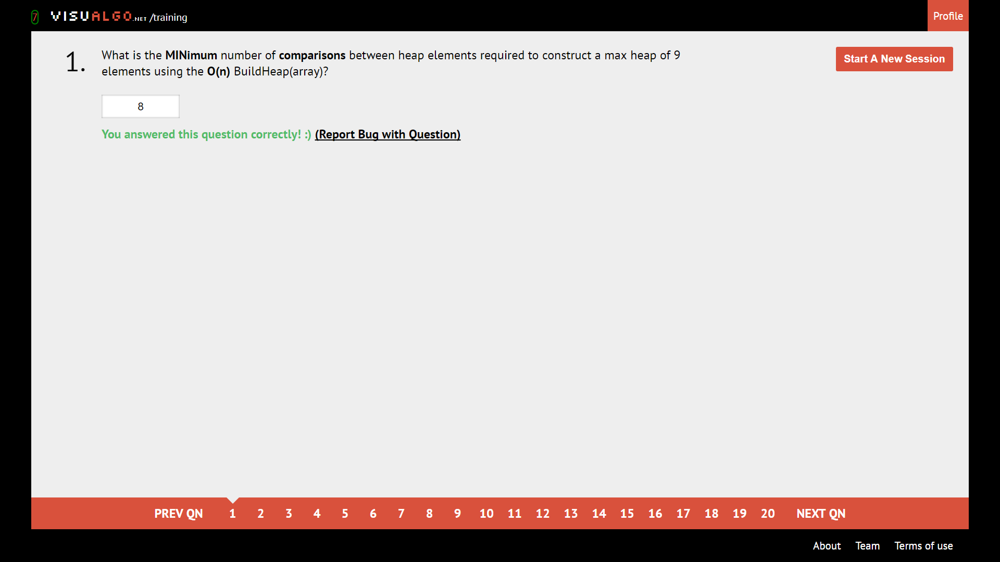 7 VISUALGO.NET /training
Profile
1.
What is the MINimum number of comparisons between heap elements required to construct a max heap of 9
elements using the O(n) BuildHeap(array)?
Start A New Session
8
You answered this question correctly! :) (Report Bug with Question)
PREV QN 1 2 3 4 5 6 7 8 9 10 11 12 13 14 15 16 17 18 19 20 NEXT QN
About Team Terms of use